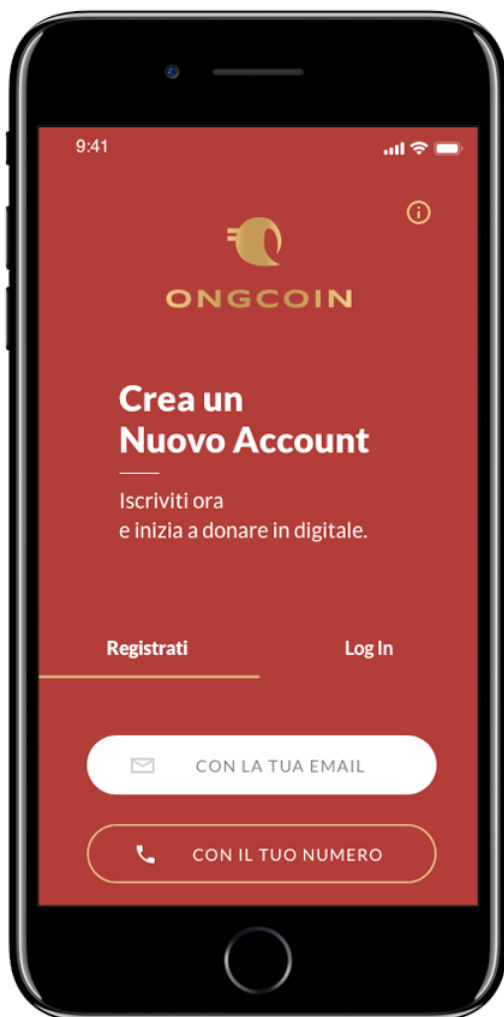 9:41
ONGCOIN
Crea un
Nuovo Account
Iscriviti ora
e inizia a donare in digitale.
Registrati
Log In
CON LA TUA EMAIL
CON IL TUO NUMERO